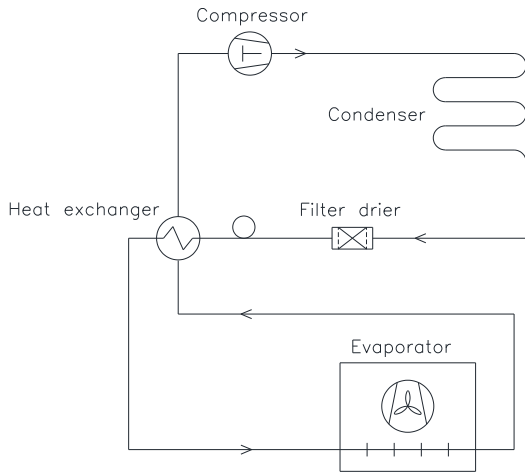 Compressor
Condenser
Heat exchanger
Filter drier
Evaporator